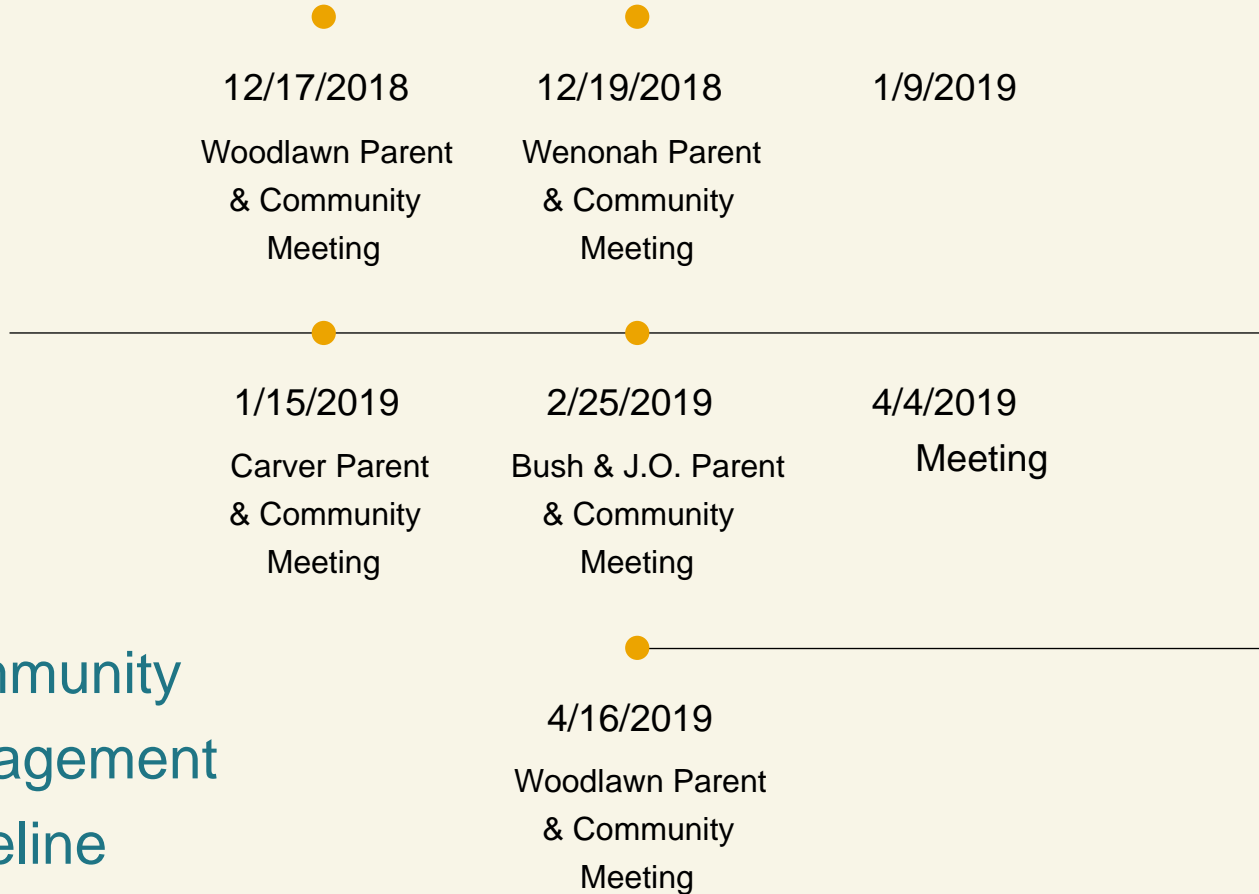 12/17/2018
Woodlawn Parent
& Community
Meeting
12/19/2018
Wenonah Parent
& Community
Meeting
1/9/2019
1/15/2019
Carver Parent
& Community
Meeting
2/25/2019
Bush & J.O. Parent
& Community
Meeting
4/4/2019
Meeting
mmunity
agement
eline
4/16/2019
Woodlawn Parent
& Community
Meeting